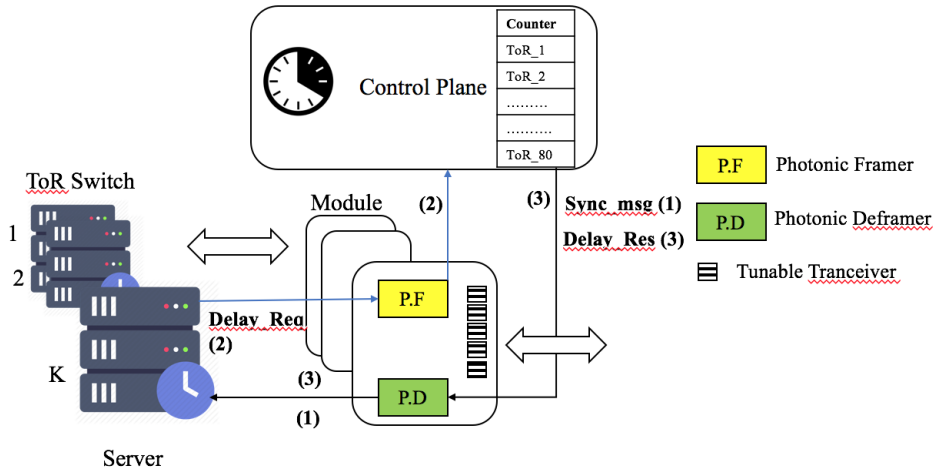 Counter
ToR_1
ToR_2
.........
..........
ToR_80
Control Plane
ToR Switch
1
2
K
Server
Module
(2)
(3)
Sync_msg (1)
Delay_Res (3)
P.F
Delay_Req
(2)
(3)
P.D
(1)
P.F
Photonic Framer
P.D
Photonic Deframer
Tunable Tranceiver